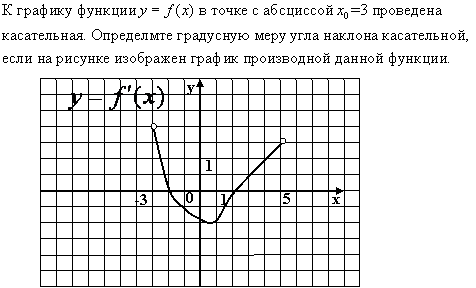 К графику функции y = f (x) в точке с абсциссой x₀=3 проведена
касательная. Определмте градусную меру угла наклона касательной,
если на рисунке изображен график производной данной функции.
y = f'(x)
y
1
-3 0 1 5 x